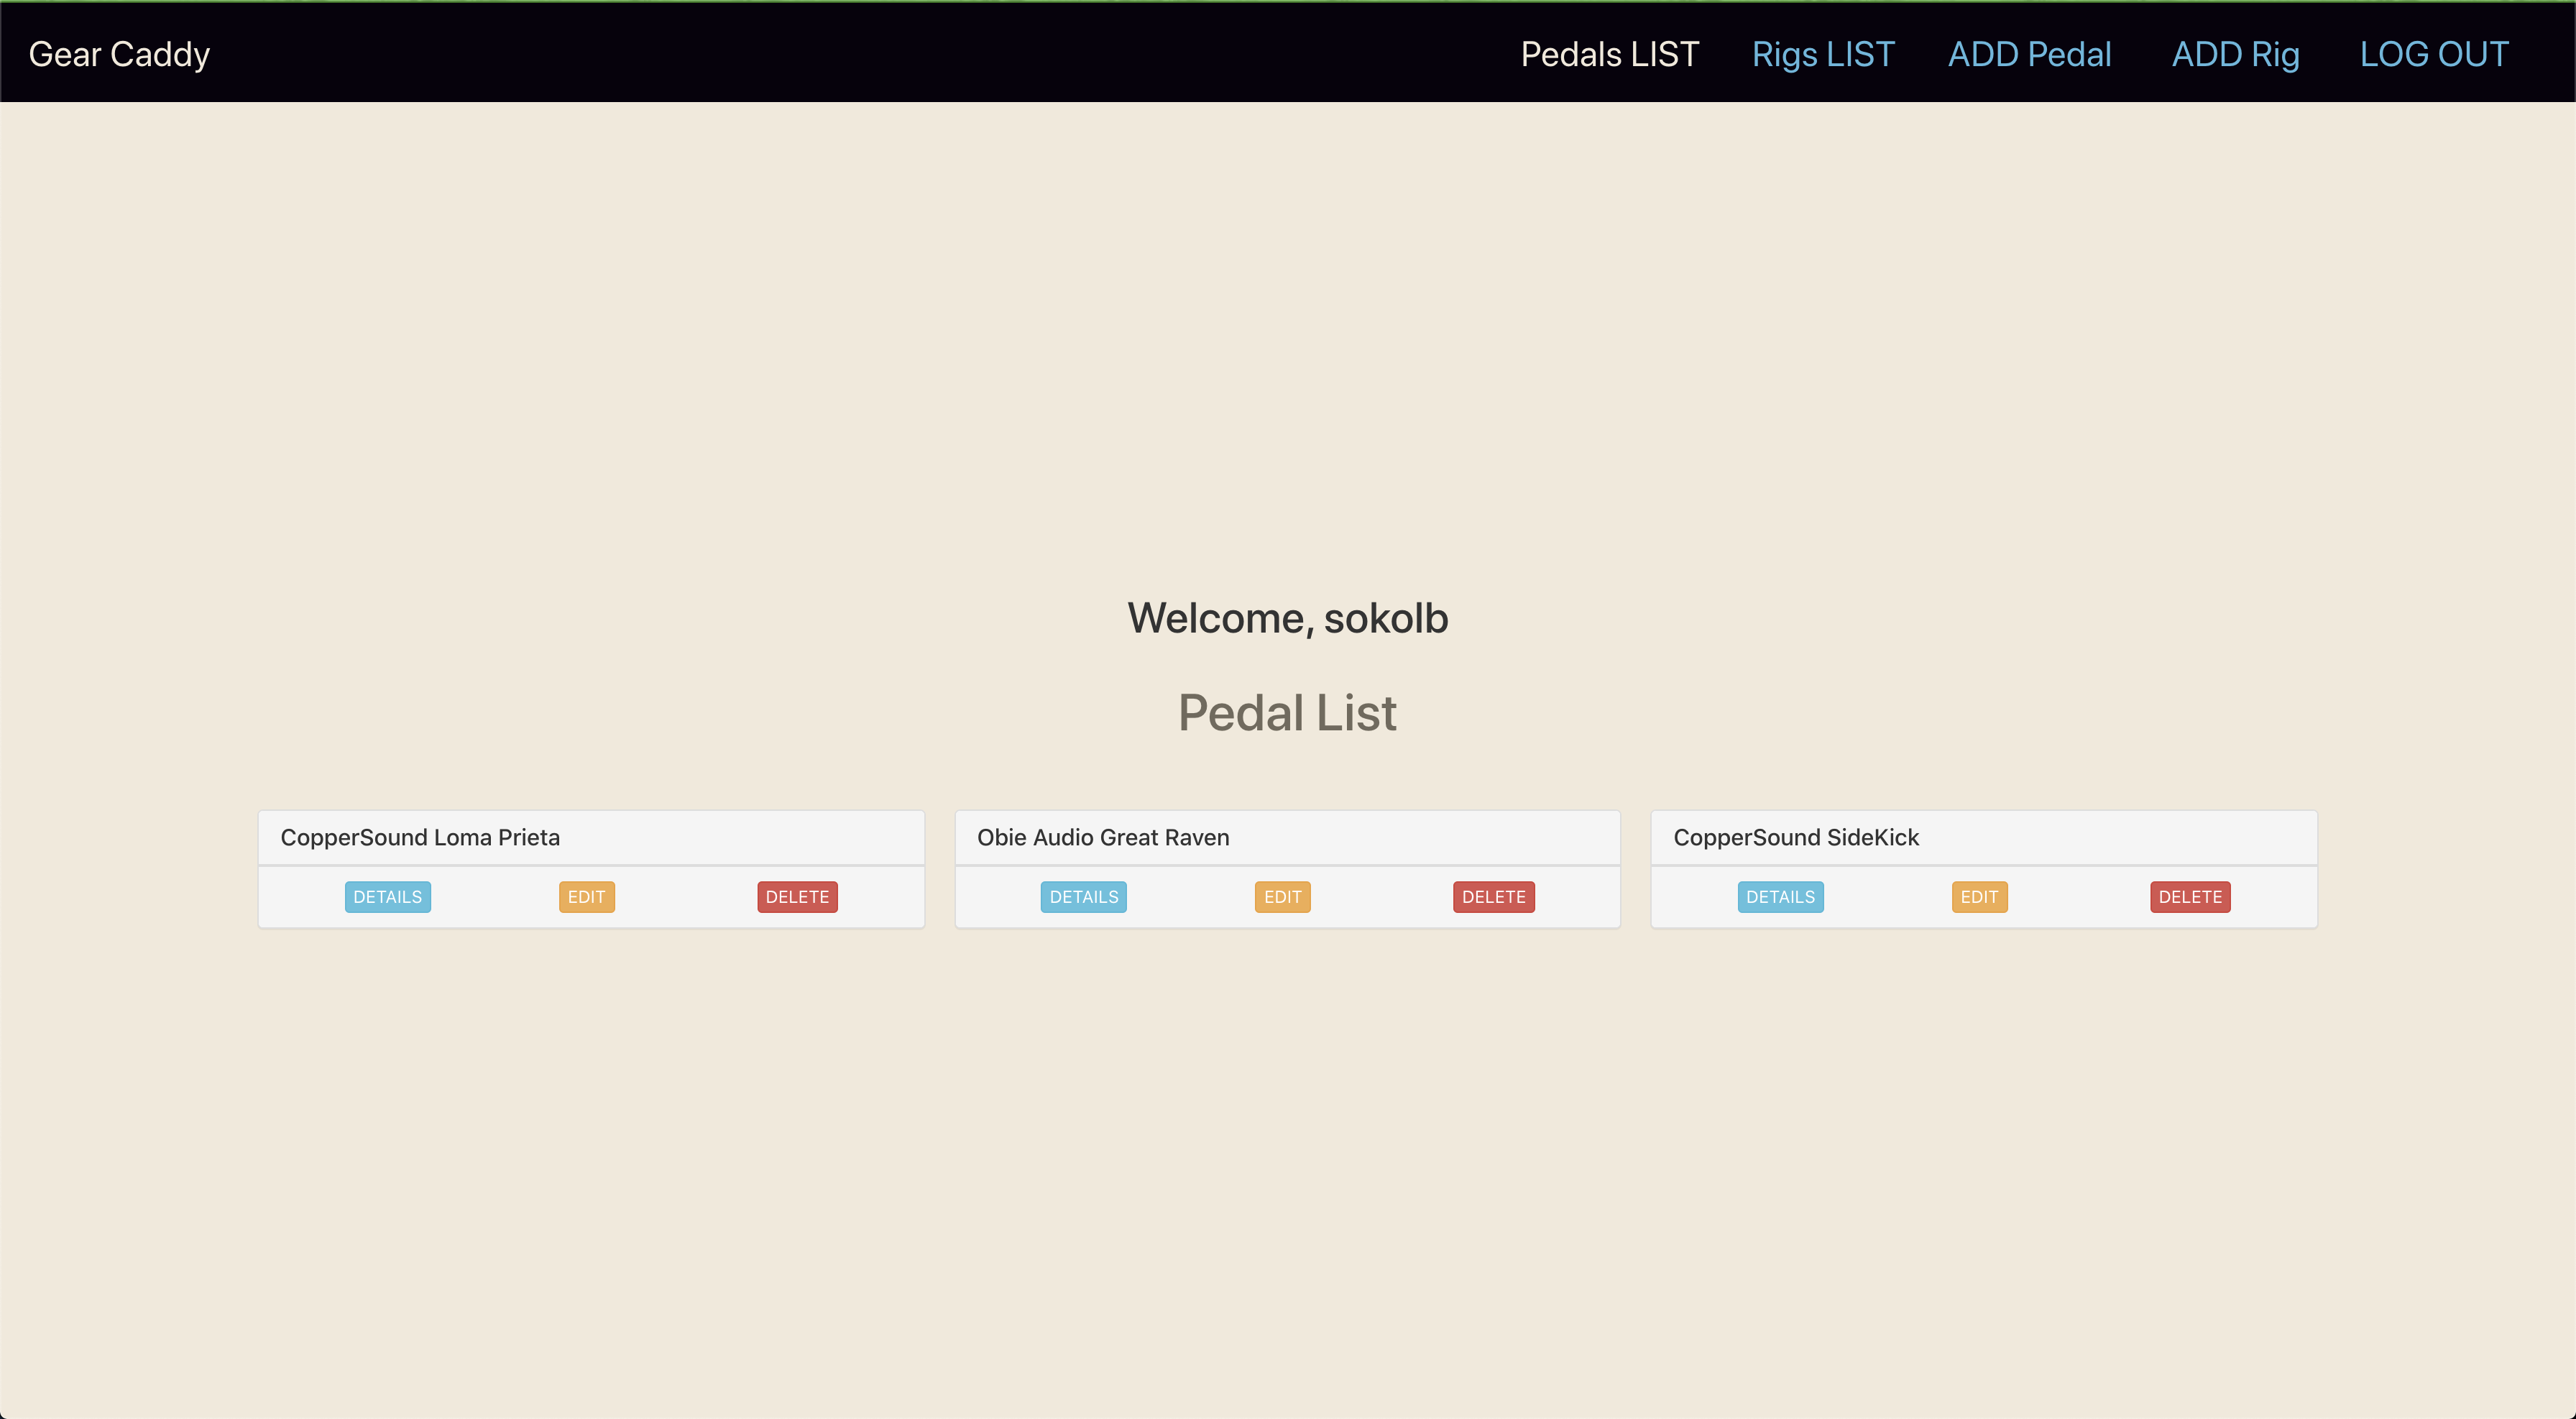 Gear Caddy Pedals LIST Rigs LIST ADD Pedal ADD Rig LOG OUT
Welcome, sokolb
Pedal List
CopperSound Loma Prieta
DETAILS EDIT DELETE
Obie Audio Great Raven
DETAILS EDIT DELETE
CopperSound SideKick
DETAILS EDIT DELETE